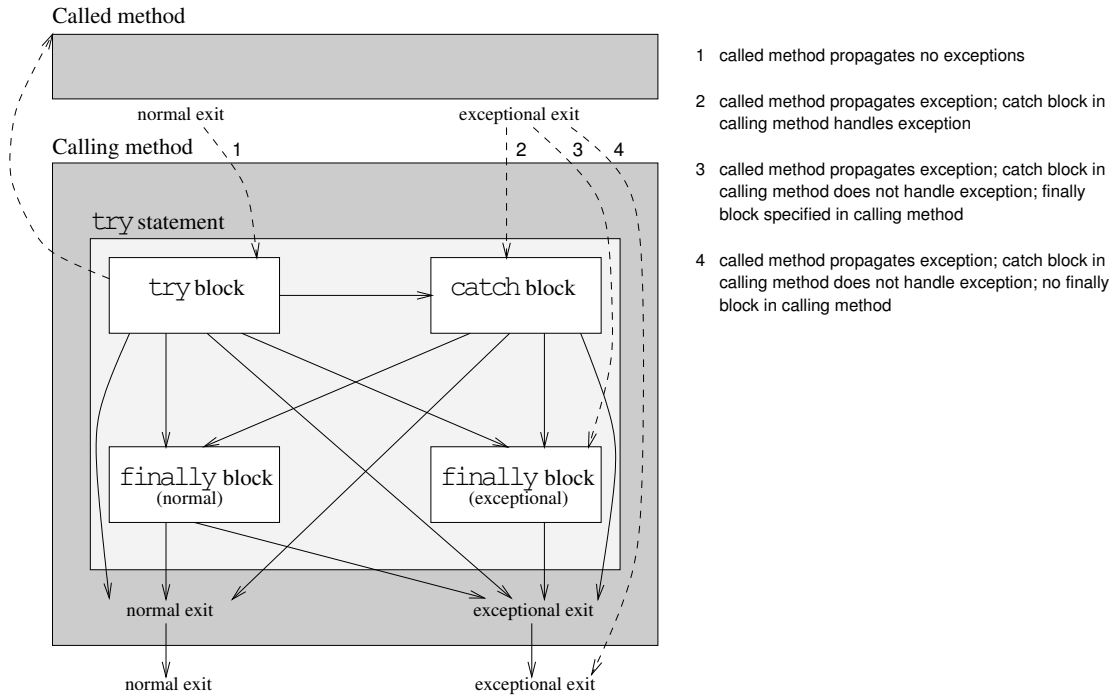 Called method
normal exit
exceptional exit
Calling method
1
2
3
4
try statement
try block
catch block
finally block
(normal)
finally block
(exceptional)
normal exit
exceptional exit
normal exit
exceptional exit
1 called method propagates no exceptions
2 called method propagates exception; catch block in
calling method handles exception
3 called method propagates exception; catch block in
calling method does not handle exception; finally
block specified in calling method
4 called method propagates exception; catch block in
calling method does not handle exception; no finally
block in calling method